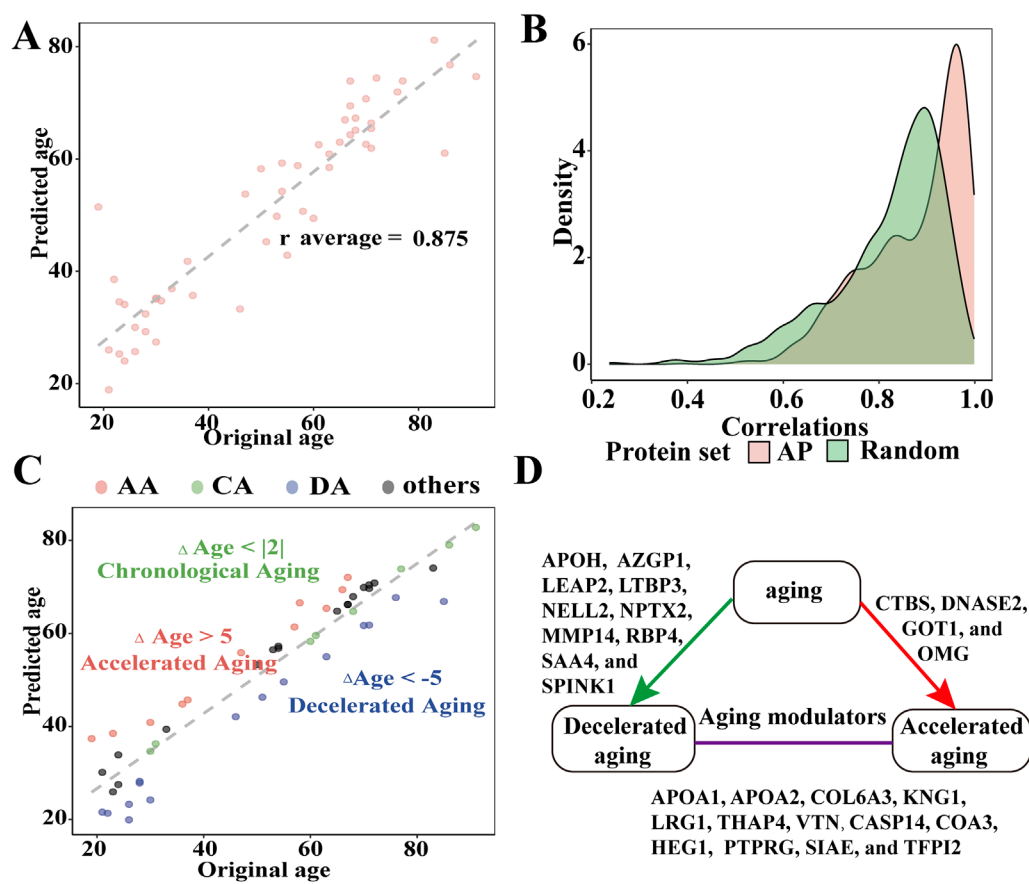 A
80
60
40
20
Predicted age
r average = 0.875
20
40
60
80
Original age
B
6
4
2
0
Density
0.2
0.4
0.6
0.8
1.0
Correlations
Protein set AP Random
C
AA CA DA others
80
60
40
20
Predicted age
Δ Age < |2|
Chronological Aging
Δ Age > 5
Accelerated Aging
ΔAge < -5
Decelerated Aging
20
40
60
80
Original age
D
APOH, AZGP1,
LEAP2, LTBP3,
NELL2, NPTX2,
MMP14, RBP4,
SAA4, and
SPINK1
aging
CTBS, DNASE2,
GOT1, and
OMG
Decelerated
aging
Aging modulators
Accelerated
aging
APOA1, APOA2, COL6A3, KNG1,
LRG1, THAP4, VTN, CASP14, COA3,
HEG1, PTPRG, SIAE, and TFPI2